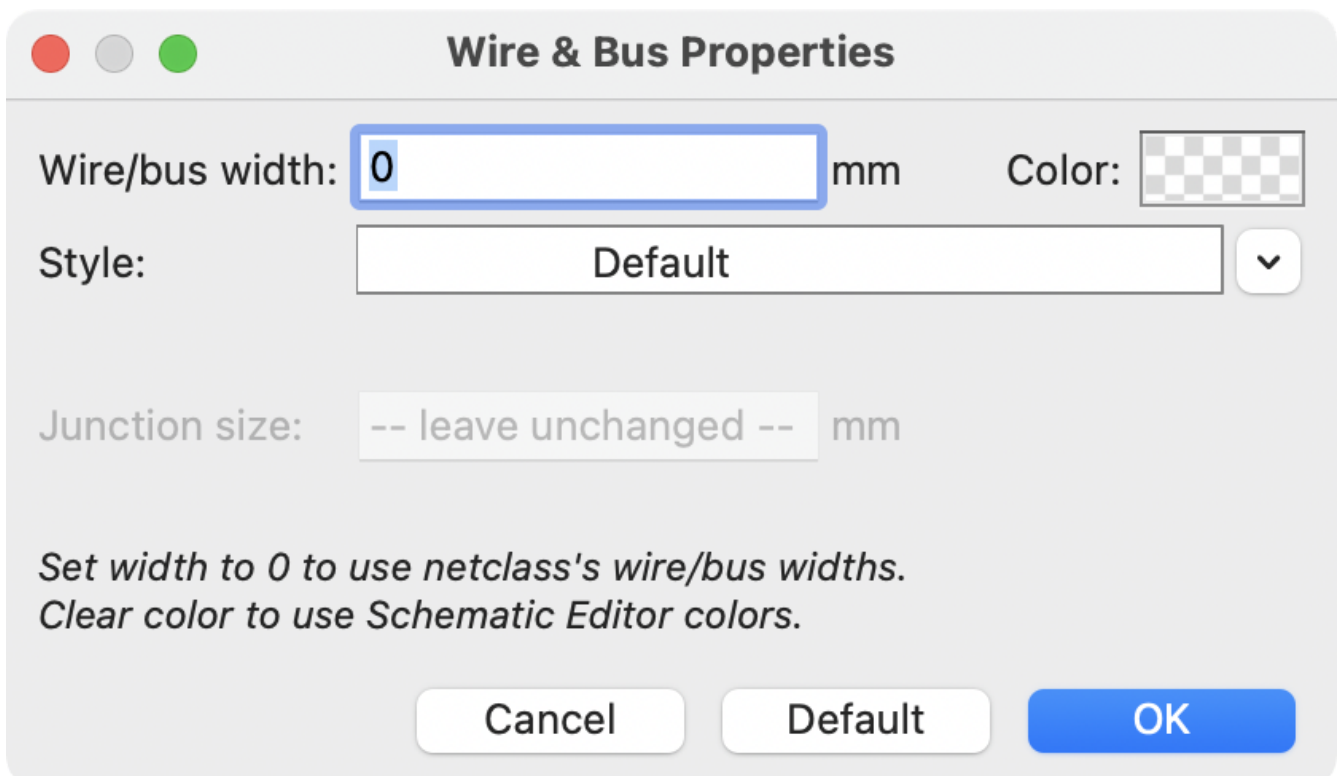 Wire & Bus Properties
Wire/bus width: 0 mm Color:
Style: Default
Junction size: -- leave unchanged -- mm
Set width to 0 to use netclass's wire/bus widths.
Clear color to use Schematic Editor colors.
Cancel Default OK